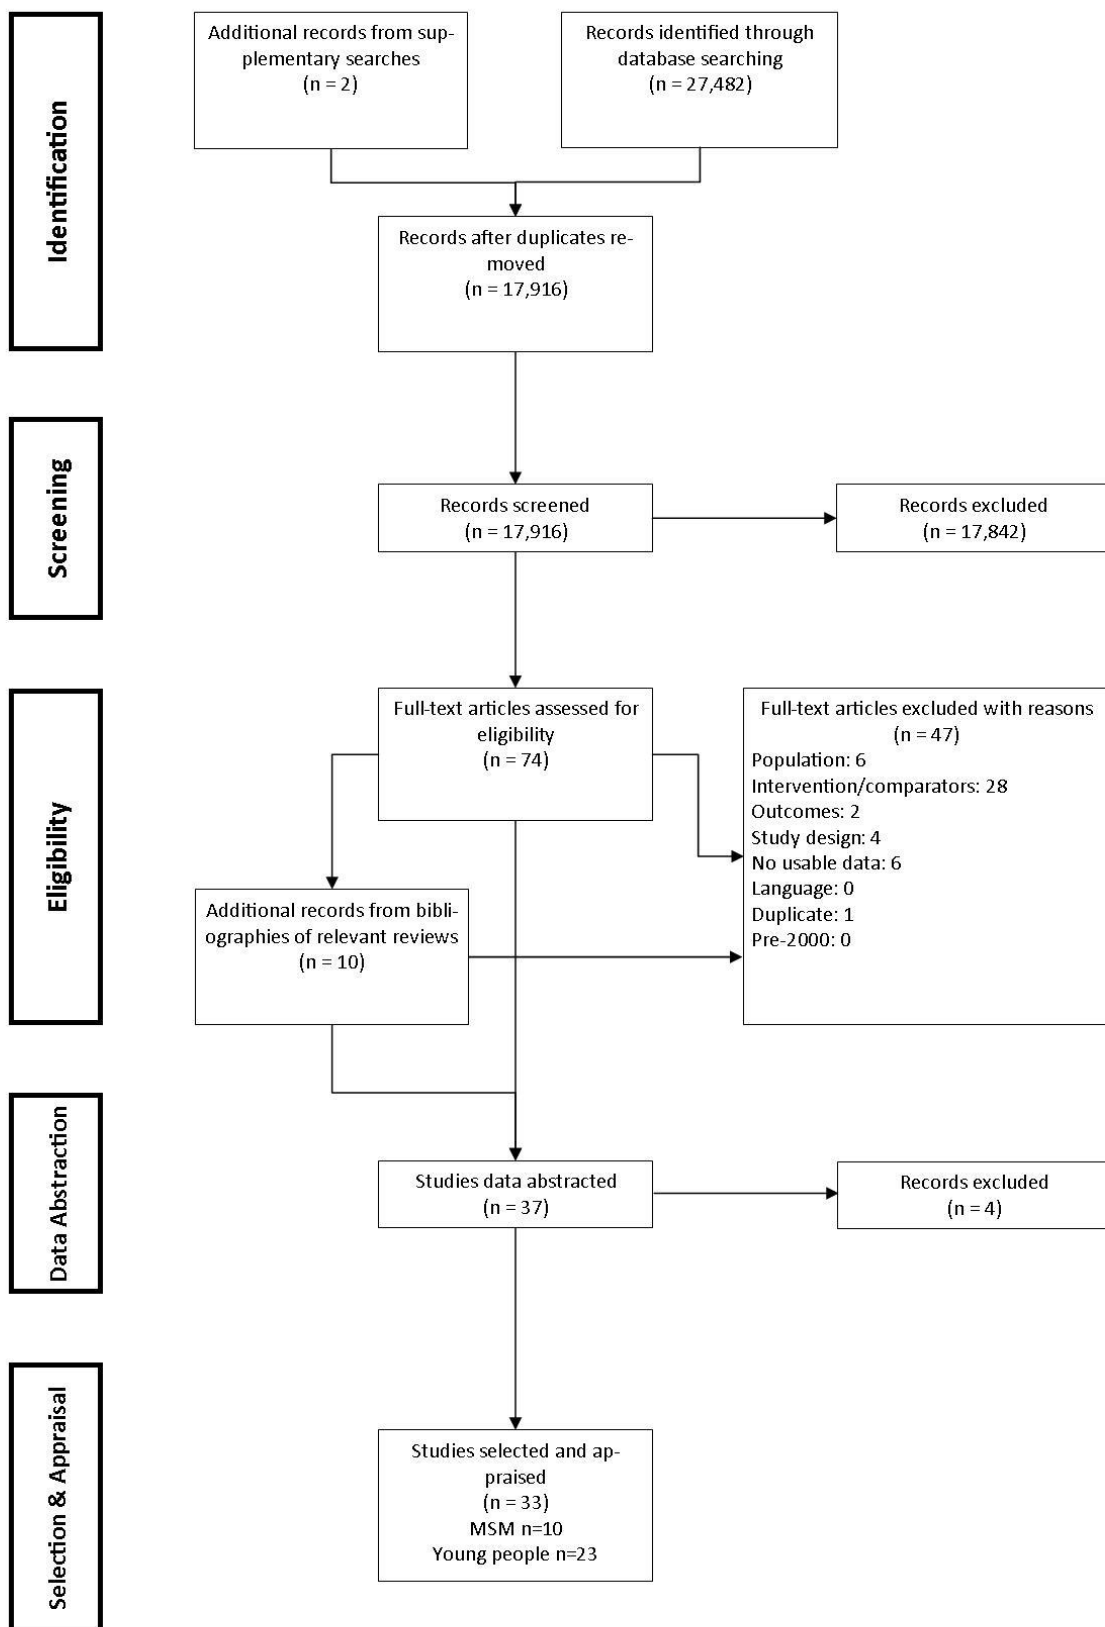 Identification
Additional records from sup-
plementary searches
(n = 2)
Records identified through
database searching
(n = 27,482)
Records after duplicates re-
moved
(n = 17,916)
Screening
Records screened
(n = 17,916)
Records excluded
(n = 17,842)
Eligibility
Full-text articles assessed for
eligibility
(n = 74)
Full-text articles excluded with reasons
(n = 47)
Population: 6
Intervention/comparators: 28
Outcomes: 2
Study design: 4
No usable data: 6
Language: 0
Duplicate: 1
Pre-2000: 0
Additional records from bibli-
ographies of relevant reviews
(n = 10)
Data Abstraction
Studies data abstracted
(n = 37)
Records excluded
(n = 4)
Selection & Appraisal
Studies selected and ap-
praised
(n = 33)
MSM n=10
Young people n=23